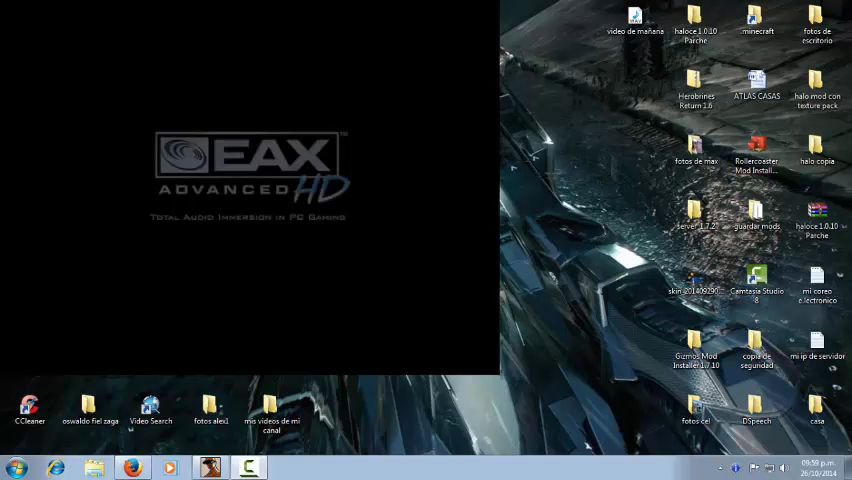 EAX™
ADVANCED HD
TOTAL AUDIO IMMERSION IN PC GAMING
video de mañana
haloce 1.0.10
Parche
.minecraft
fotos de
escritorio
Herobrines
Return 1.6
ATLAS CASAS
halo mod con
texture pack
fotos de max
Rollercoaster
Mod Install...
halo copia
server 1.7.2
guardar mods
haloce 1.0.10
Parche
skin-201409290...
Camtasia Studio
8
mi coreo
e.lectronico
Gizmos Mod
Installer1.7.10
copia de
seguridad
mi ip de servidor
CCleaner
oswaldo fiel zaga
Video Search
fotos alex1
mis videos de mi
canal
fotos cel
DSpeech
casa
09:59 p.m.
26/10/2014